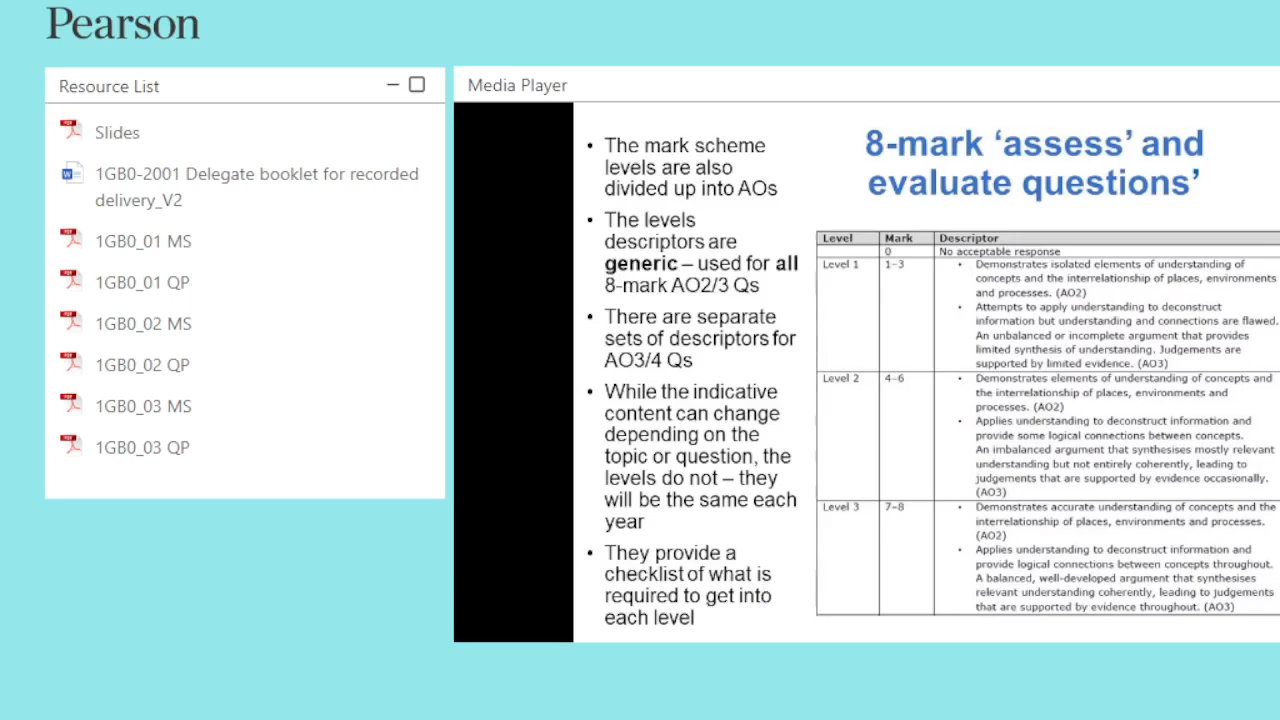 Pearson
Resource List
Slides
1GB0-2001 Delegate booklet for recorded
delivery_V2
1GB0_01 MS
1GB0_01 QP
1GB0_02 MS
1GB0_02 QP
1GB0_03 MS
1GB0_03 QP
Media Player
• The mark scheme
levels are also
divided up into AOs
• The levels
descriptors are
generic – used for all
8-mark AO2/3 Qs
• There are separate
sets of descriptors for
AO3/4 Qs
• While the indicative
content can change
depending on the
topic or question, the
levels do not – they
will be the same each
year
• They provide a
checklist of what is
required to get into
each level
8-mark ‘assess’ and
evaluate questions’
Level Mark Descriptor
0 No acceptable response
Level 1 1–3 • Demonstrates isolated elements of understanding of
concepts and the interrelationship of places, environments
and processes. (AO2)
• Attempts to apply understanding to deconstruct
information but understanding and connections are flawed.
An unbalanced or incomplete argument that provides
limited synthesis of understanding. Judgements are
supported by limited evidence. (AO3)
Level 2 4–6 • Demonstrates elements of understanding of concepts and
the interrelationship of places, environments and
processes. (AO2)
• Applies understanding to deconstruct information and
provide some logical connections between concepts.
An imbalanced argument that synthesises mostly relevant
understanding but not entirely coherently, leading to
judgements that are supported by evidence occasionally.
(AO3)
Level 3 7–8 • Demonstrates accurate understanding of concepts and the
interrelationship of places, environments and processes.
(AO2)
• Applies understanding to deconstruct information and
provide logical connections between concepts throughout.
A balanced, well-developed argument that synthesises
relevant understanding coherently, leading to judgements
that are supported by evidence throughout. (AO3)